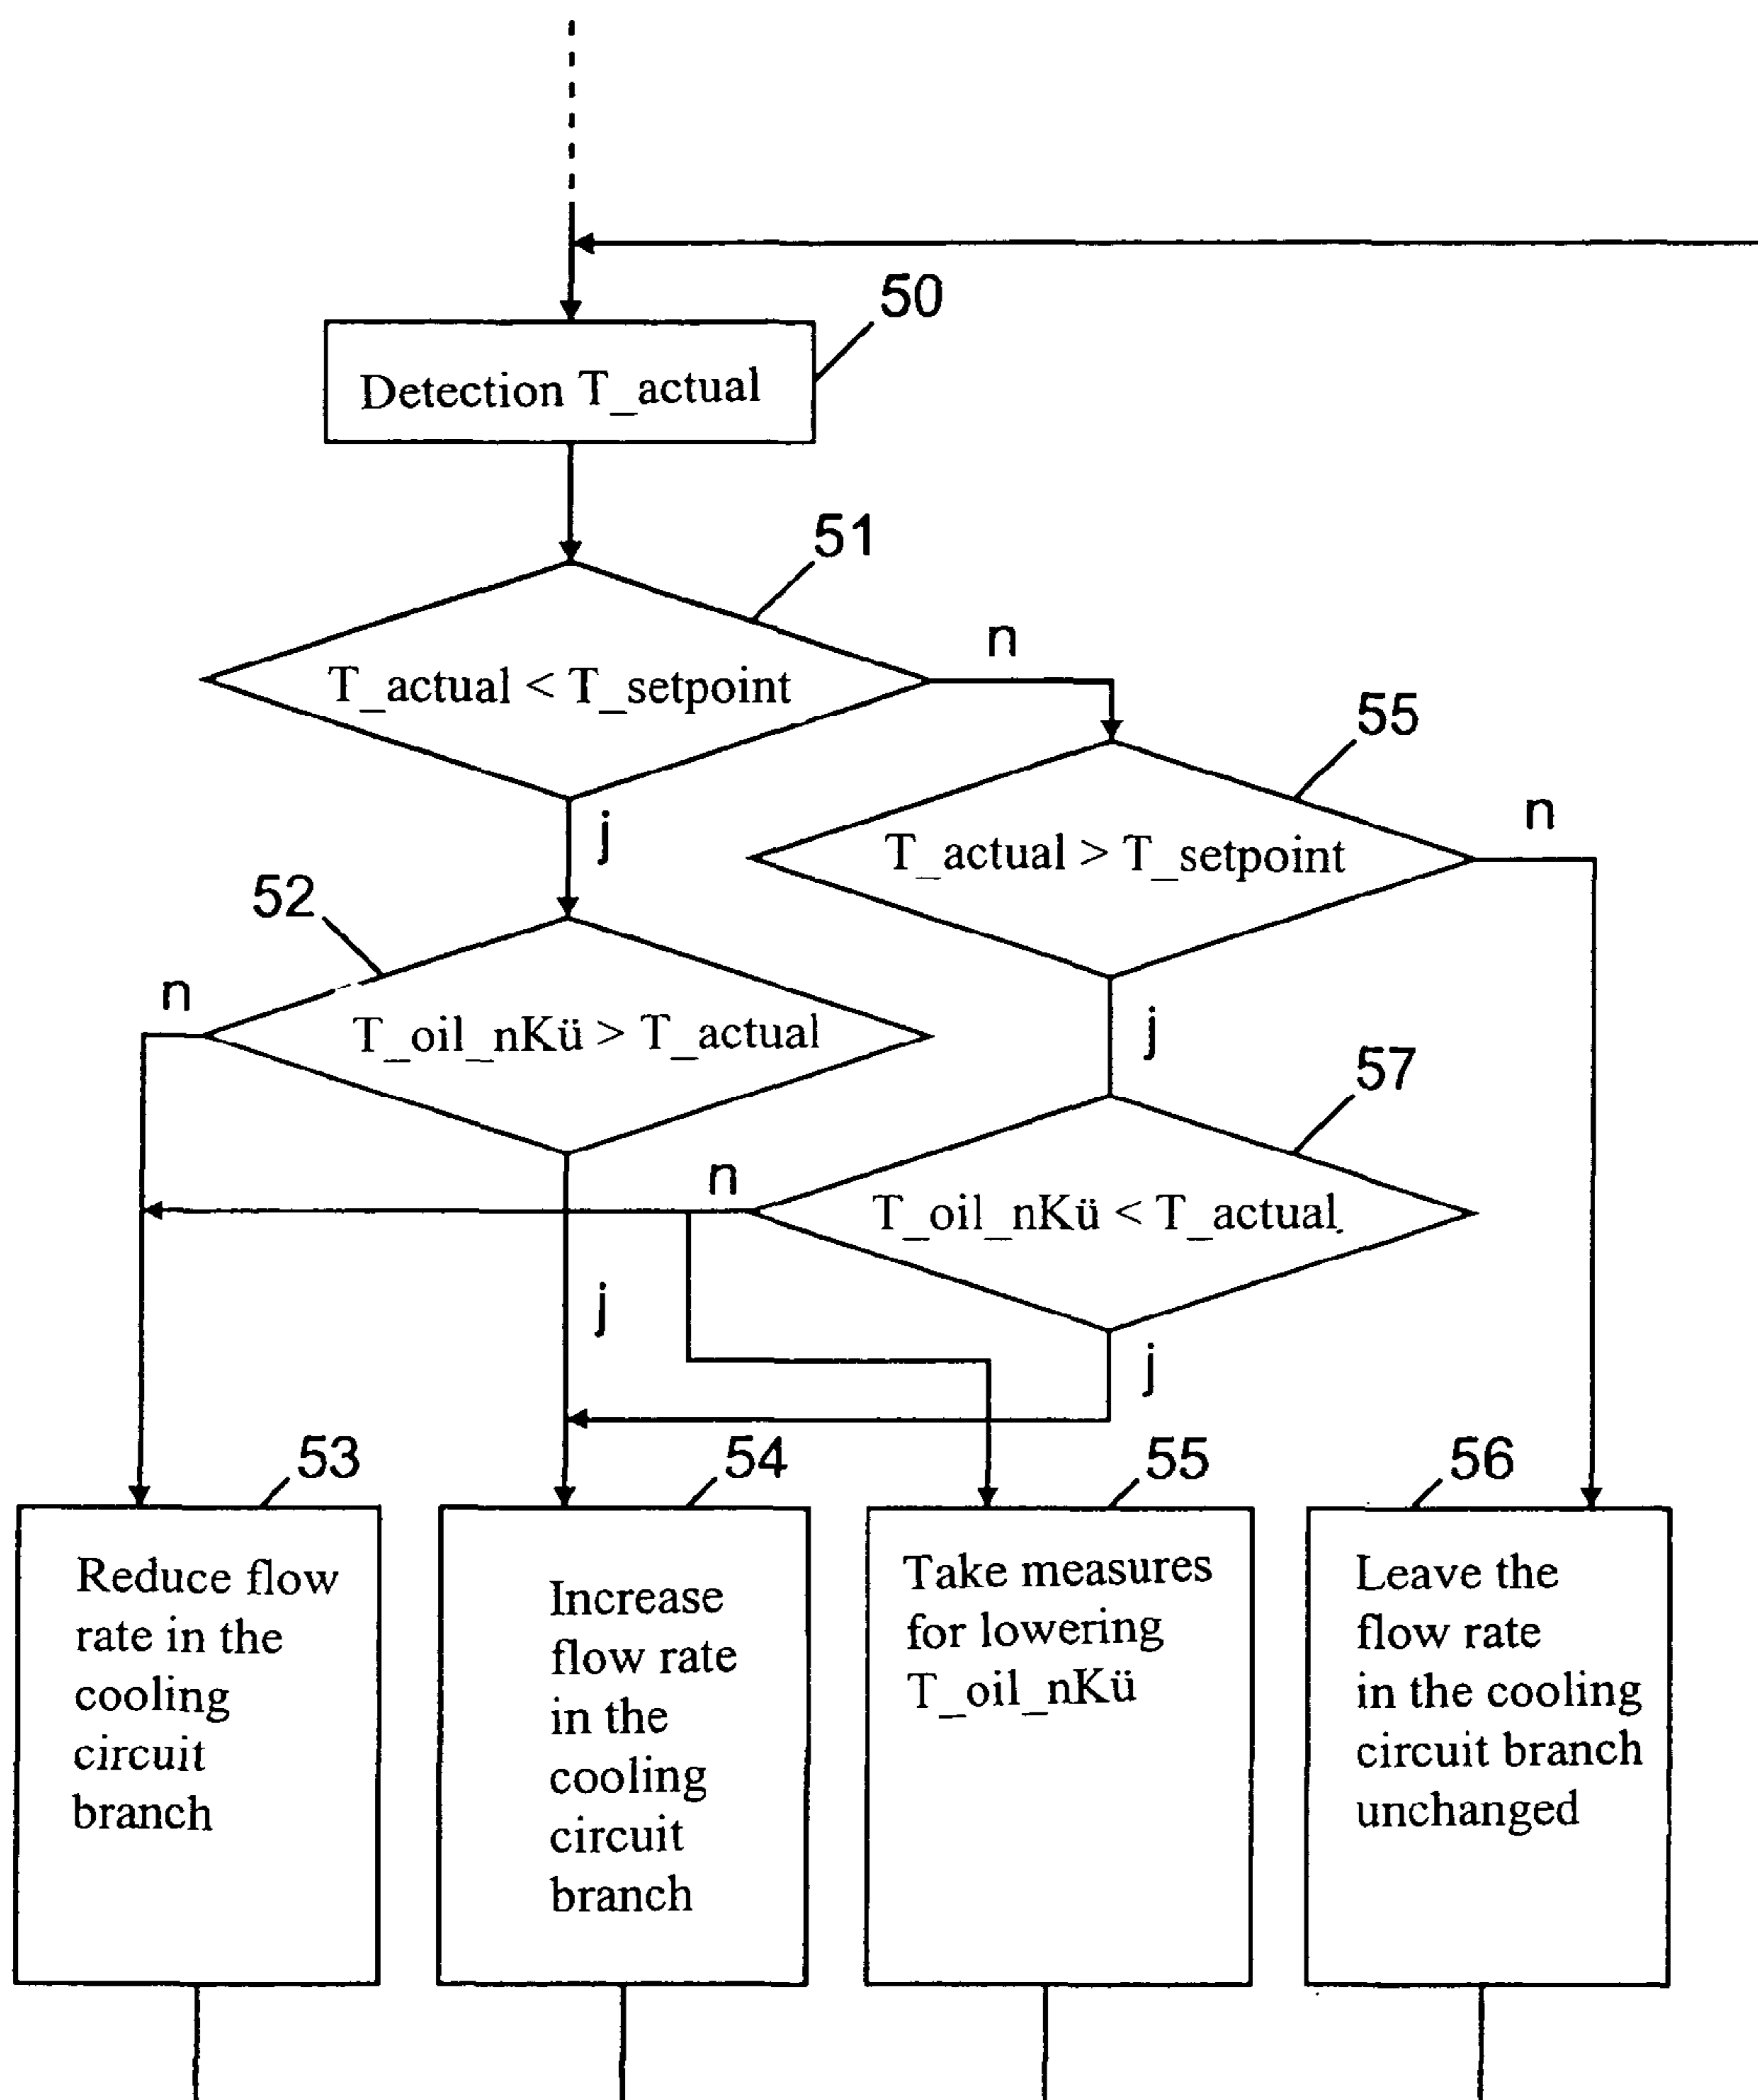 50
Detection T_actual
51
T_actual < T_setpoint
n
j
55
T_actual > T_setpoint
n
j
52
n
T_oil_nKü > T_actual
j
57
n
T_oil_nKü < T_actual
j
53
Reduce flow
rate in the
cooling
circuit
branch
54
Increase
flow rate
in the
cooling
circuit
branch
55
Take measures
for lowering
T_oil_nKü
56
Leave the
flow rate
in the cooling
circuit branch
unchanged